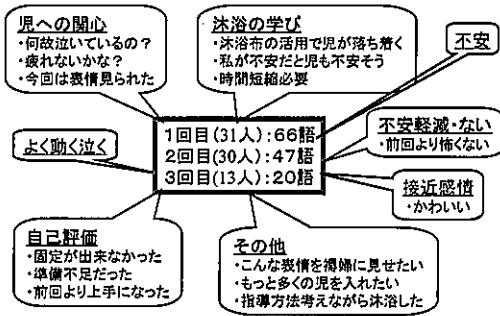 児への関心
・何故泣いているの？
・疲れないかな？
・今回は表情見られた
沐浴の学び
・沐浴布の活用で児が落ち着く
・私が不安だと児も不安そう
・時間短縮必要
不安
よく動く泣く
1回目(31人):66語
2回目(30人):47語
3回目(13人):20語
不安軽減・ない
・前回より怖くない
接近感情
・かわいい
自己評価
・固定が出来なかった
・準備不足だった
・前回より上手になった
その他
・こんな表情を褥婦に見せたい
・もっと多くの児を入れたい
・指導方法考えながら沐浴した